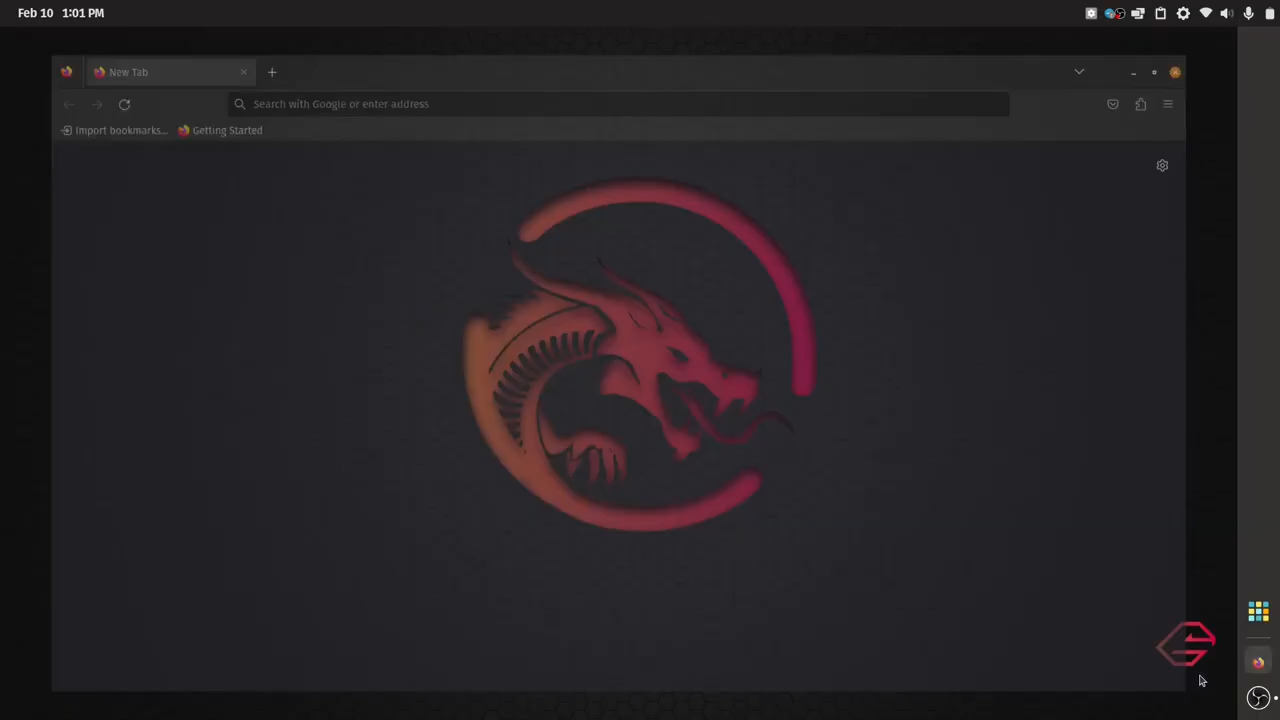 Feb 10 1:01 PM
New Tab
Search with Google or enter address
Import bookmarks... Getting Started